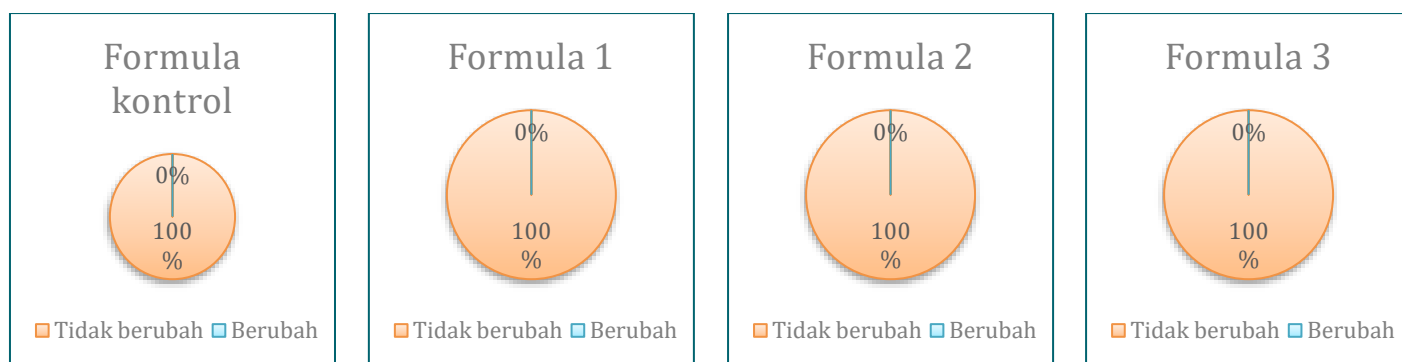 Formula
kontrol
0%
100
%
Tidak berubah Berubah
Formula 1
0%
100
%
Tidak berubah Berubah
Formula 2
0%
100
%
Tidak berubah Berubah
Formula 3
0%
100
%
Tidak berubah Berubah